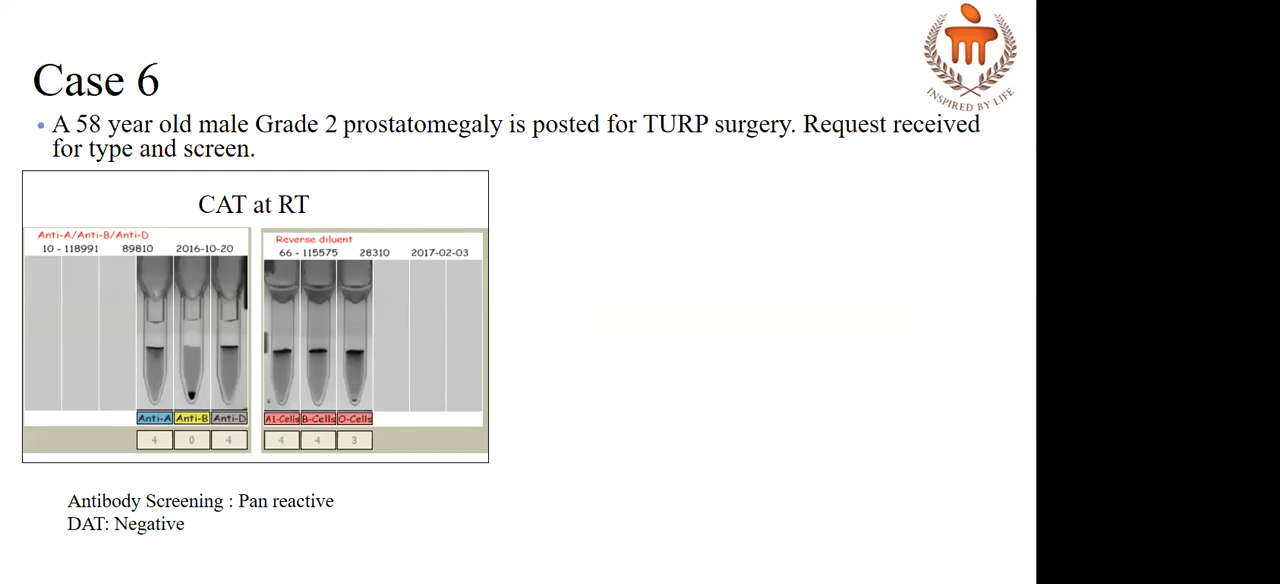 INSPIRED BY LIFE
Case 6
• A 58 year old male Grade 2 prostatomegaly is posted for TURP surgery. Request received
for type and screen.
CAT at RT
Anti-A/Anti-B/Anti-D
10 - 118991 89810 2016-10-20
Anti-A Anti-B Anti-D
4 0 4
Reverse diluent
66 - 115575 28310 2017-02-03
A1-Cells B-Cells O-Cells
4 4 3
Antibody Screening : Pan reactive
DAT: Negative